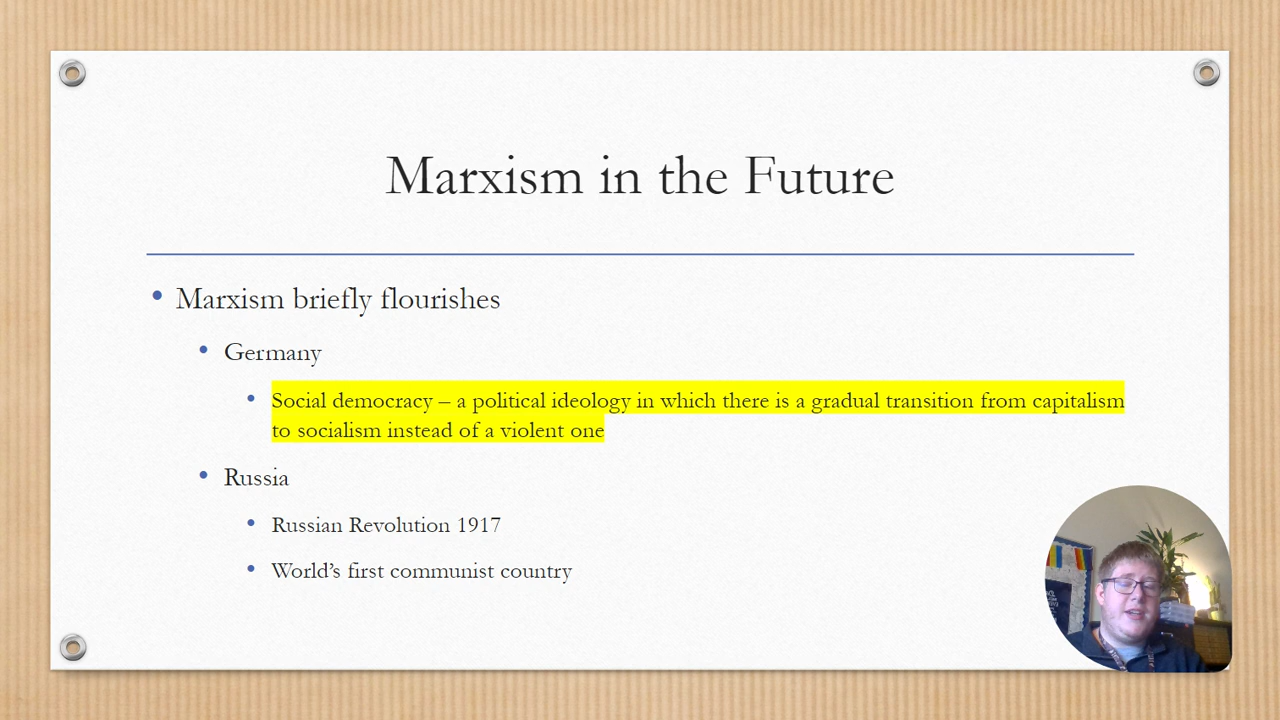 Marxism in the Future
• Marxism briefly flourishes
• Germany
• Social democracy – a political ideology in which there is a gradual transition from capitalism
to socialism instead of a violent one
• Russia
• Russian Revolution 1917
• World's first communist country